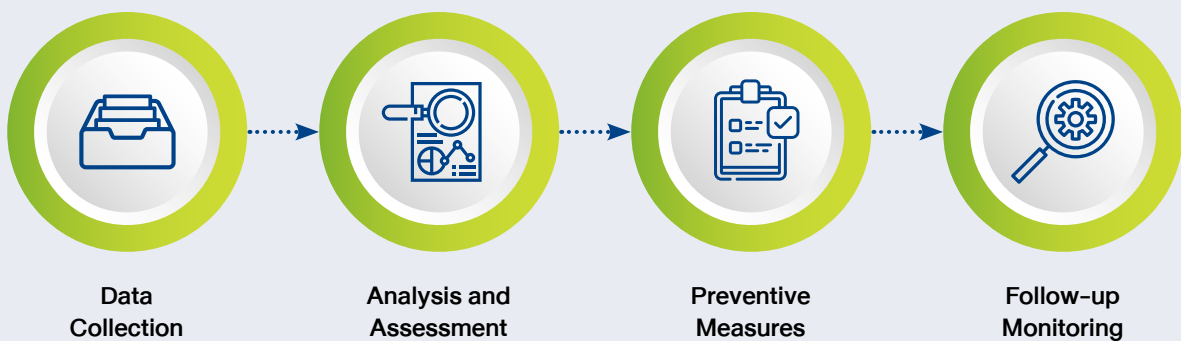 Data
Collection
Analysis and
Assessment
Preventive
Measures
Follow-up
Monitoring